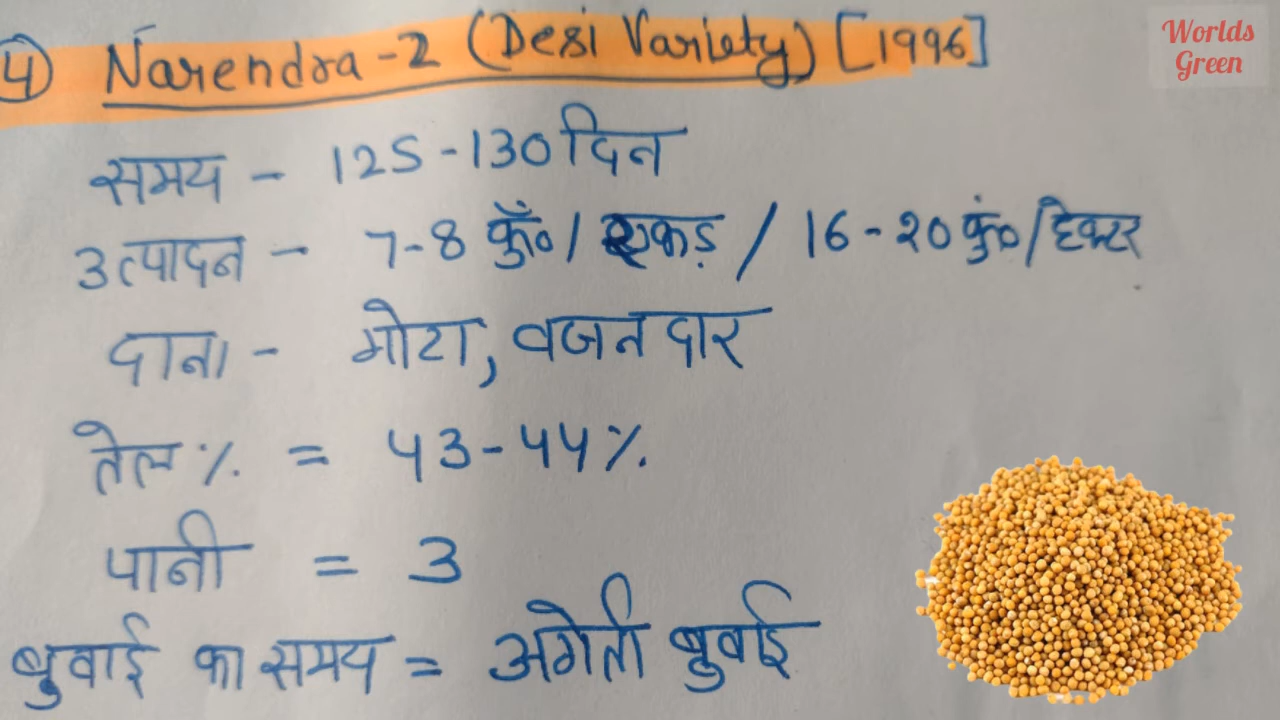 4) Narendra-2 (Desi Variety) [1996]
Worlds
Green
समय - 125-130 दिन
उत्पादन - 7-8 कुं० / एकड़ / 16-20 कुं० / हेक्टर
दाना - मोटा, वजनदार
तेल % = 43-44%
पानी = 3
बुवाई का समय = अगेती बुवाई